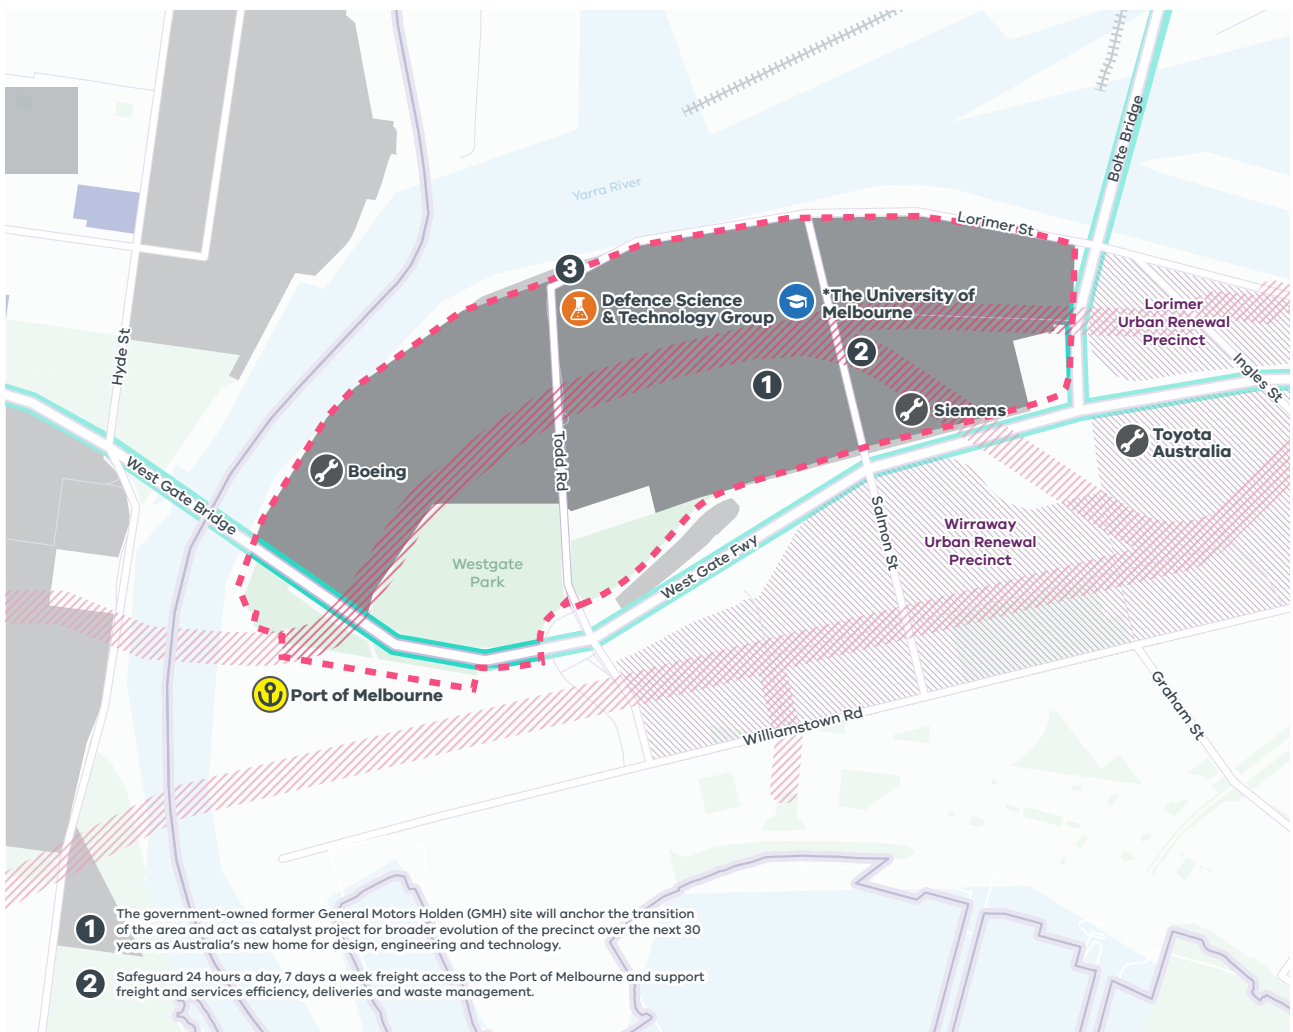 Bolte Bridge
Yarra River
Lorimer St
3
Defence Science
& Technology Group
*The University of
Melbourne
Lorimer
Urban Renewal
Precinct
Hyde St
2
1
Ingles St
Siemens
Toyota
Australia
Boeing
Todd Rd
West Gate Bridge
Salmon St
Wirraway
Urban Renewal
Precinct
West Gate Fwy
Westgate
Park
Port of Melbourne
Williamstown Rd
Graham St
1
The government-owned former General Motors Holden (GMH) site will anchor the transition
of the area and act as catalyst project for broader evolution of the precinct over the next 30
years as Australia's new home for design, engineering and technology.
2
Safeguard 24 hours a day, 7 days a week freight access to the Port of Melbourne and support
freight and services efficiency, deliveries and waste management.